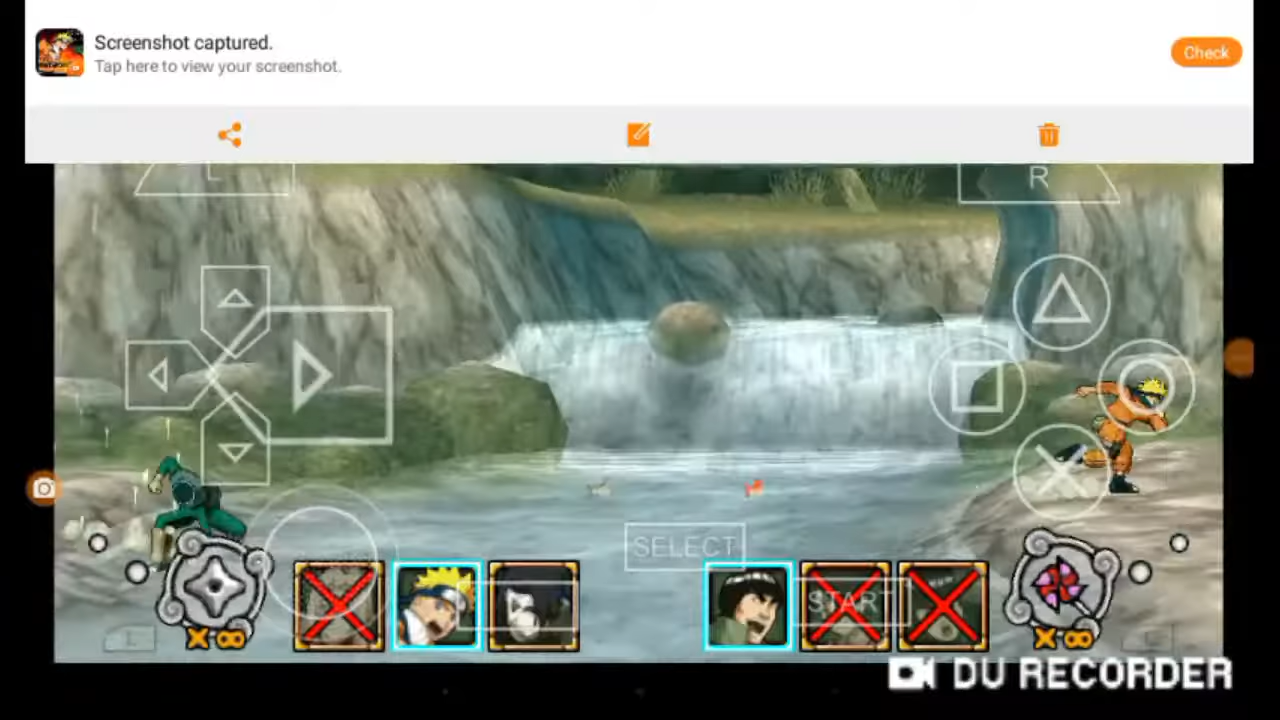 Screenshot captured.
Tap here to view your screenshot.
Check
L
R
SELECT
START
L
DU RECORDER